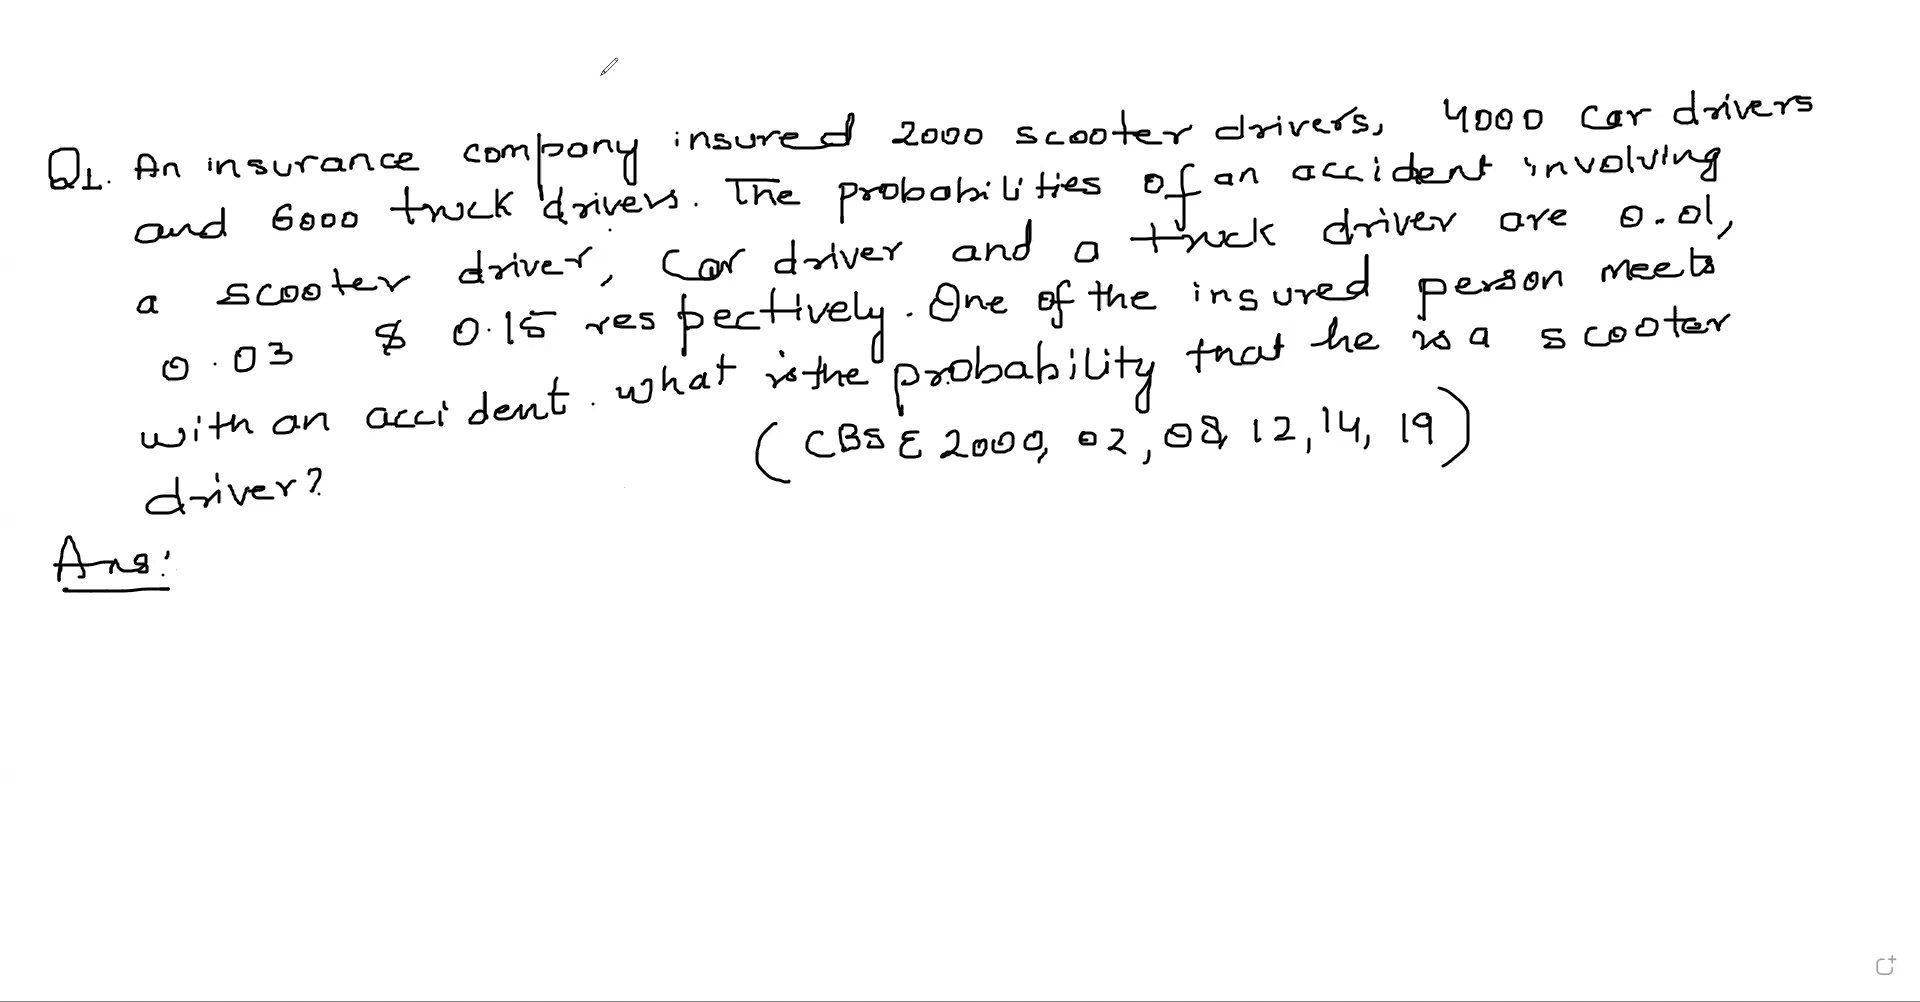 Q1. An insurance company insured 2000 scooter drivers, 4000 car drivers
and 6000 truck drivers. The probabilities of an accident involving
a scooter driver, Car driver and a truck driver are 0.01,
0.03 & 0.15 respectively. One of the insured person meets
with an accident. what is the probability that he is a scooter
driver? (CBSE 2000, 02, 08, 12, 14, 19)
Ans: